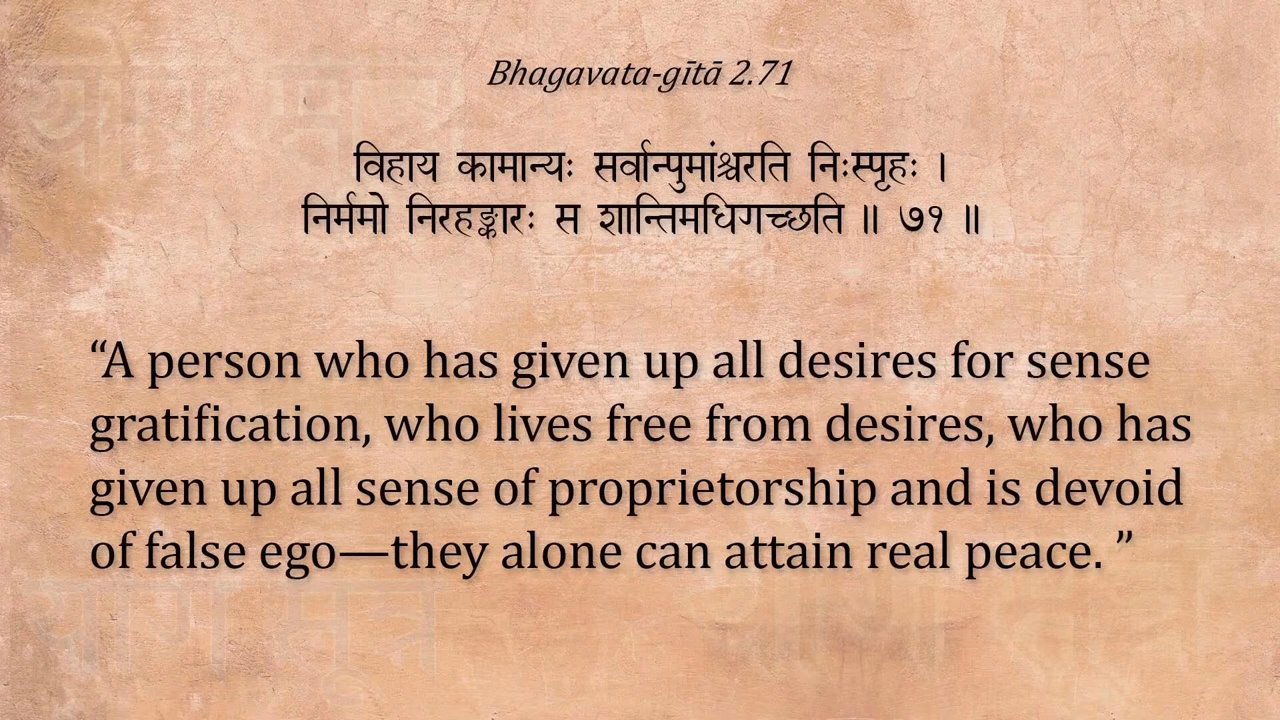 Bhagavata-gītā 2.71
विहाय कामान्यः सर्वान्पुमांश्चरति निःस्पृहः ।
निर्ममो निरहङ्कारः स शान्तिमधिगच्छति ॥ ७१ ॥
“A person who has given up all desires for sense
gratification, who lives free from desires, who has
given up all sense of proprietorship and is devoid
of false ego—they alone can attain real peace. ”